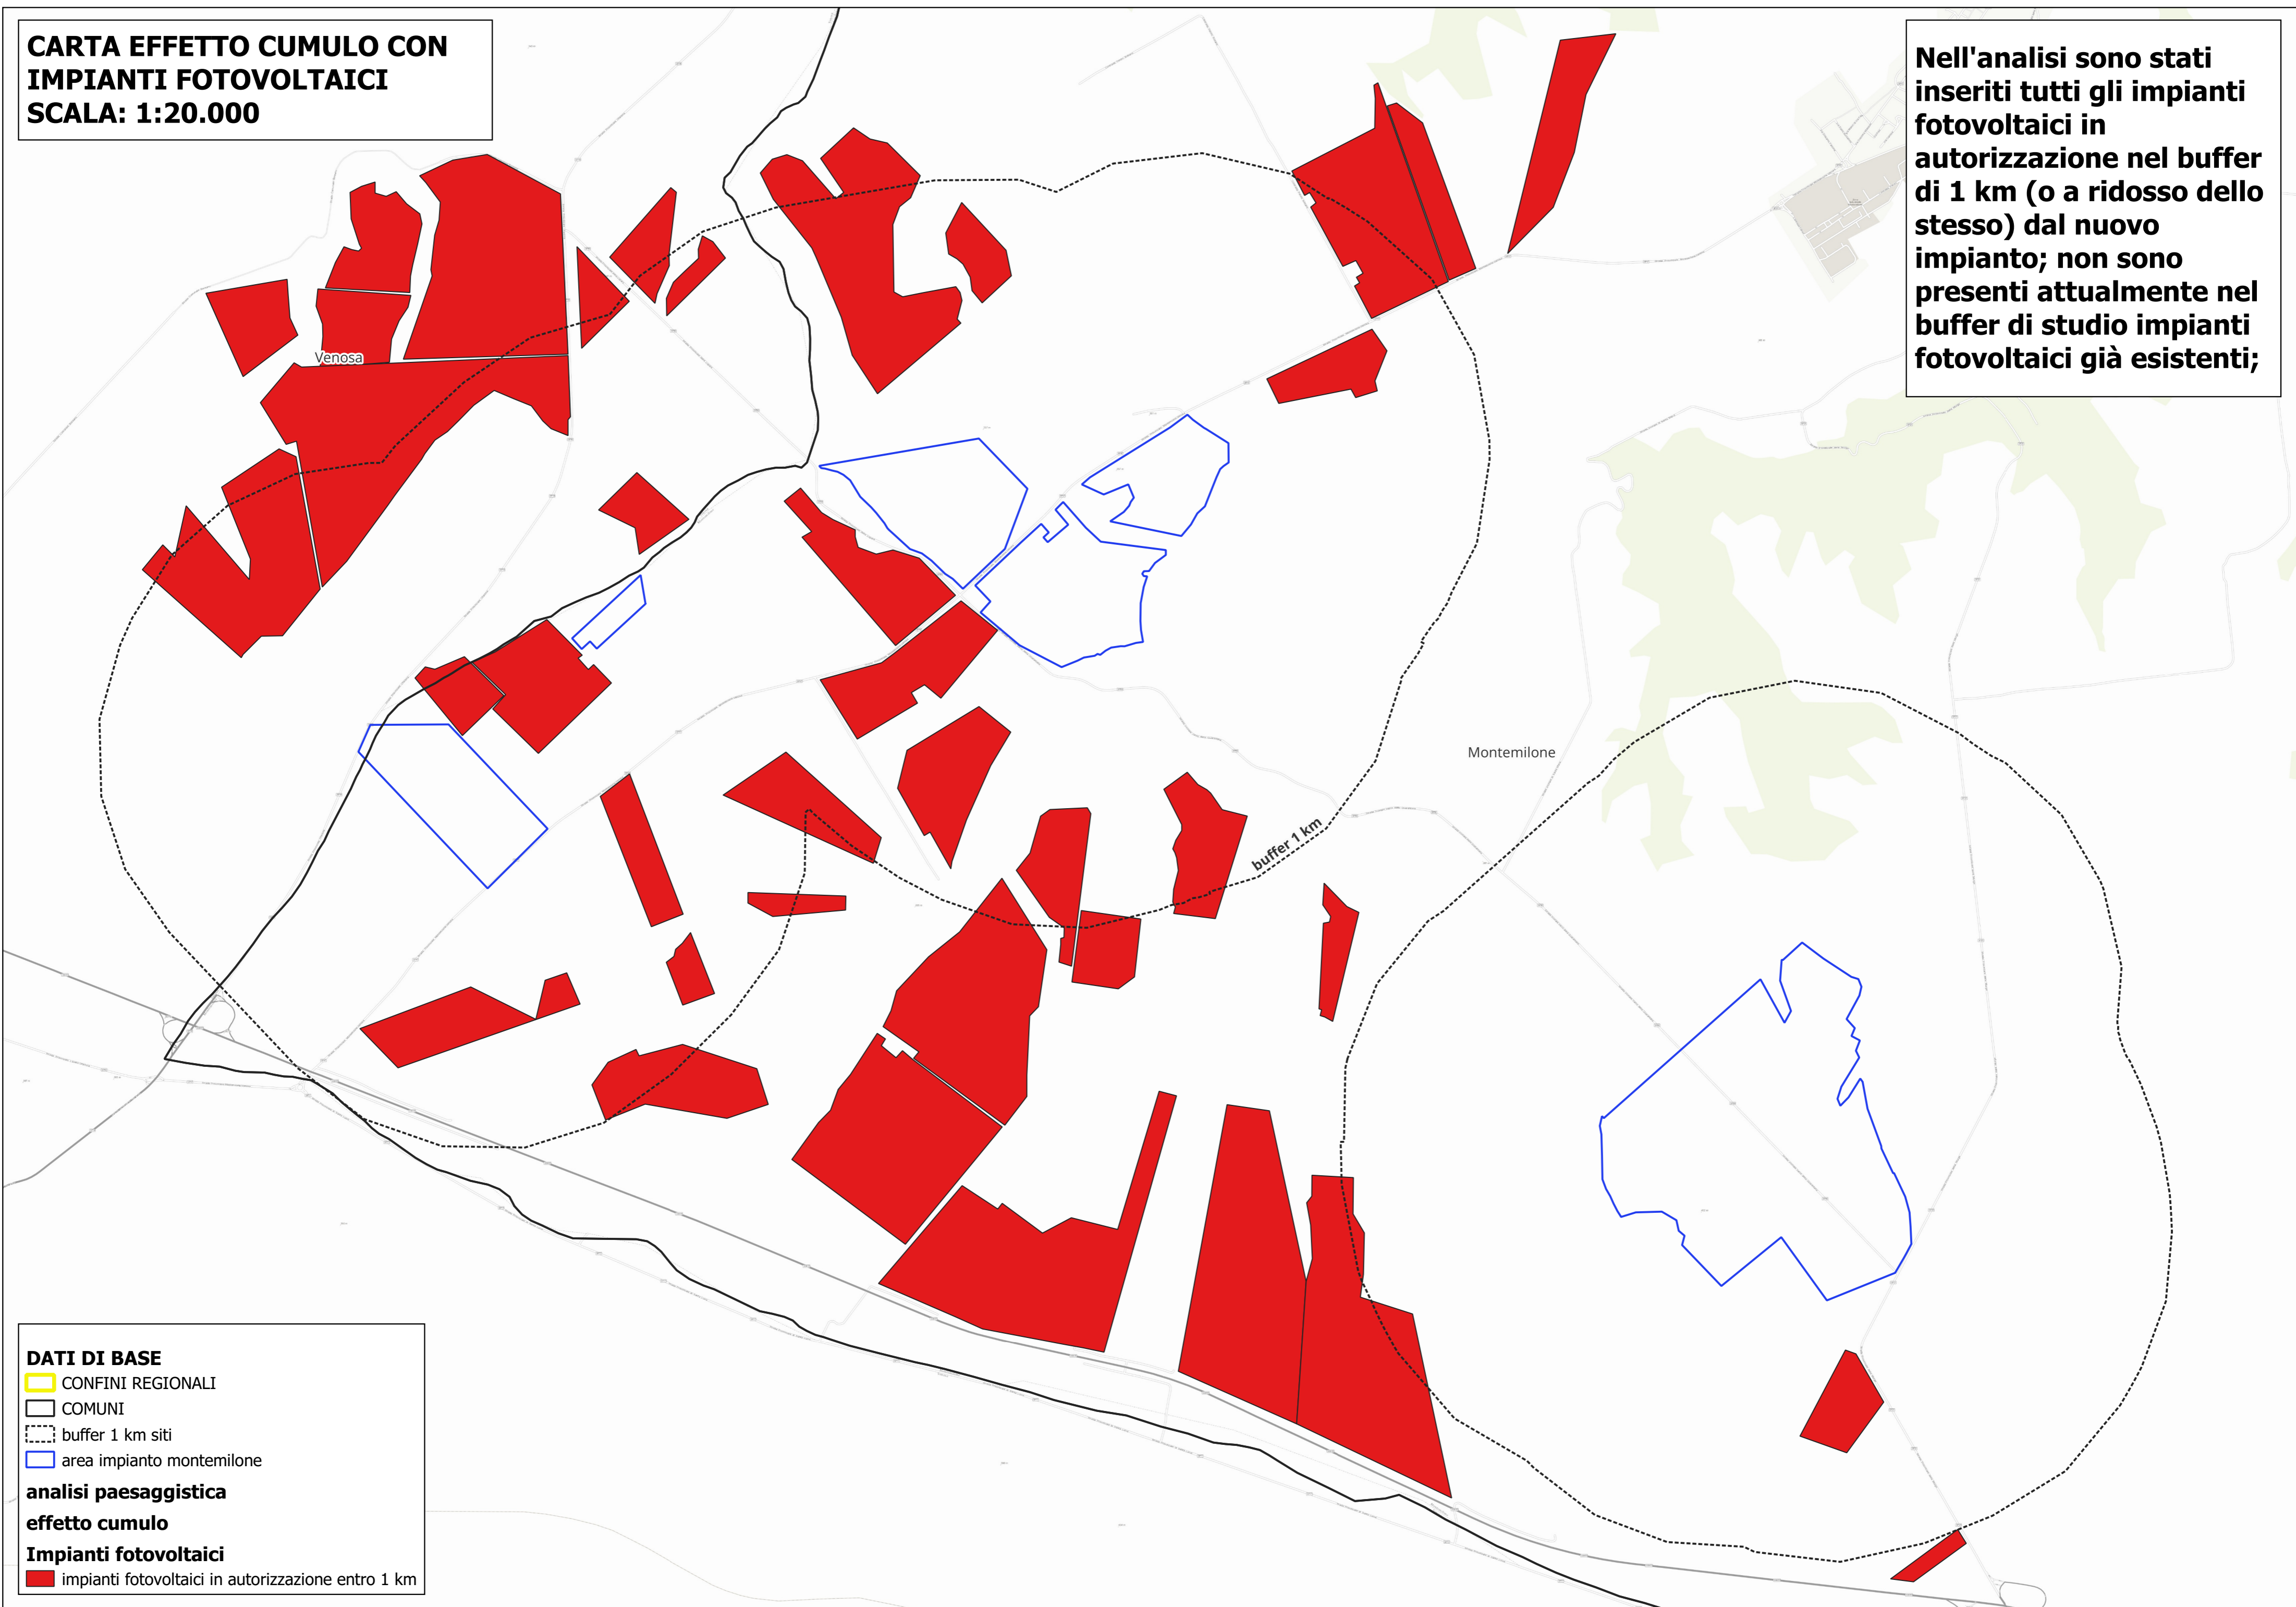 CARTA EFFETTO CUMULO CON
IMPIANTI FOTOVOLTAICI
SCALA: 1:20.000
Nell'analisi sono stati
inseriti tutti gli impianti
fotovoltaici in
autorizzazione nel buffer
di 1 km (o a ridosso dello
stesso) dal nuovo
impianto; non sono
presenti attualmente nel
buffer di studio impianti
fotovoltaici già esistenti;
Venosa
Montemilone
buffer 1 km
DATI DI BASE
CONFINI REGIONALI
COMUNI
buffer 1 km siti
area impianto montemilone
analisi paesaggistica
effetto cumulo
Impianti fotovoltaici
impianti fotovoltaici in autorizzazione entro 1 km